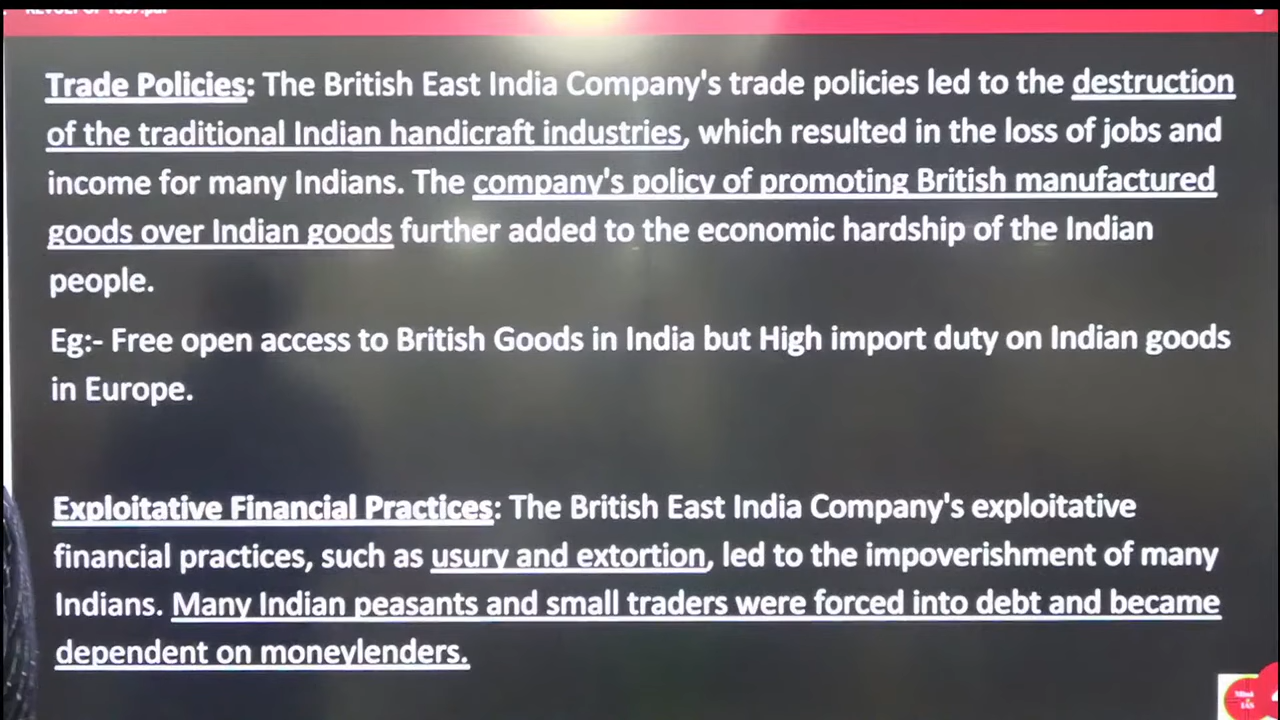 Trade Policies: The British East India Company's trade policies led to the destruction
of the traditional Indian handicraft industries, which resulted in the loss of jobs and
income for many Indians. The company's policy of promoting British manufactured
goods over Indian goods further added to the economic hardship of the Indian
people.
Eg:- Free open access to British Goods in India but High import duty on Indian goods
in Europe.
Exploitative Financial Practices: The British East India Company's exploitative
financial practices, such as usury and extortion, led to the impoverishment of many
Indians. Many Indian peasants and small traders were forced into debt and became
dependent on moneylenders.